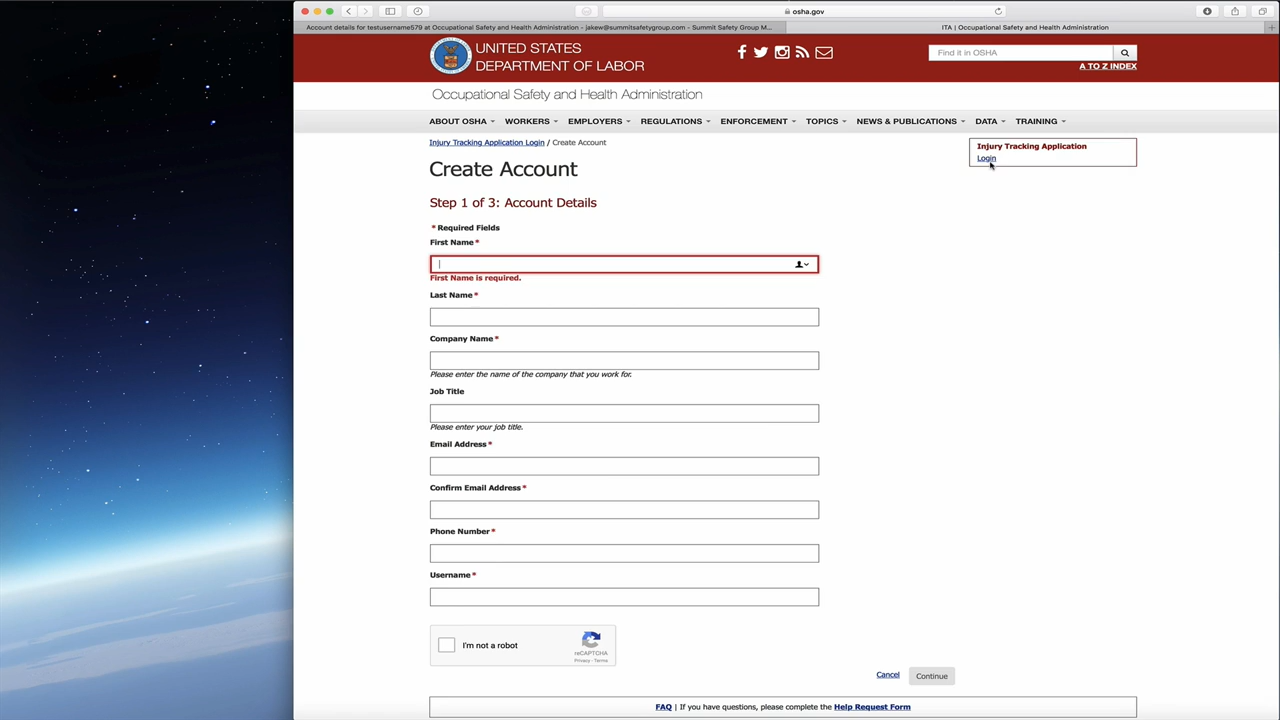 osha.gov
Account details for testusername579 at Occupational Safety and Health Administration - jakew@summitsafetygroup.com - Summit Safety Group M...
ITA | Occupational Safety and Health Administration
UNITED STATES
DEPARTMENT OF LABOR
Find it in OSHA
A TO Z INDEX
Occupational Safety and Health Administration
ABOUT OSHA WORKERS EMPLOYERS REGULATIONS ENFORCEMENT TOPICS NEWS & PUBLICATIONS DATA TRAINING
Injury Tracking Application Login / Create Account
Injury Tracking Application
Login
Create Account
Step 1 of 3: Account Details
* Required Fields
First Name *
First Name is required.
Last Name *
Company Name *
Please enter the name of the company that you work for.
Job Title
Please enter your job title.
Email Address *
Confirm Email Address *
Phone Number *
Username *
I'm not a robot
reCAPTCHA
Privacy - Terms
Cancel
Continue
FAQ | If you have questions, please complete the Help Request Form